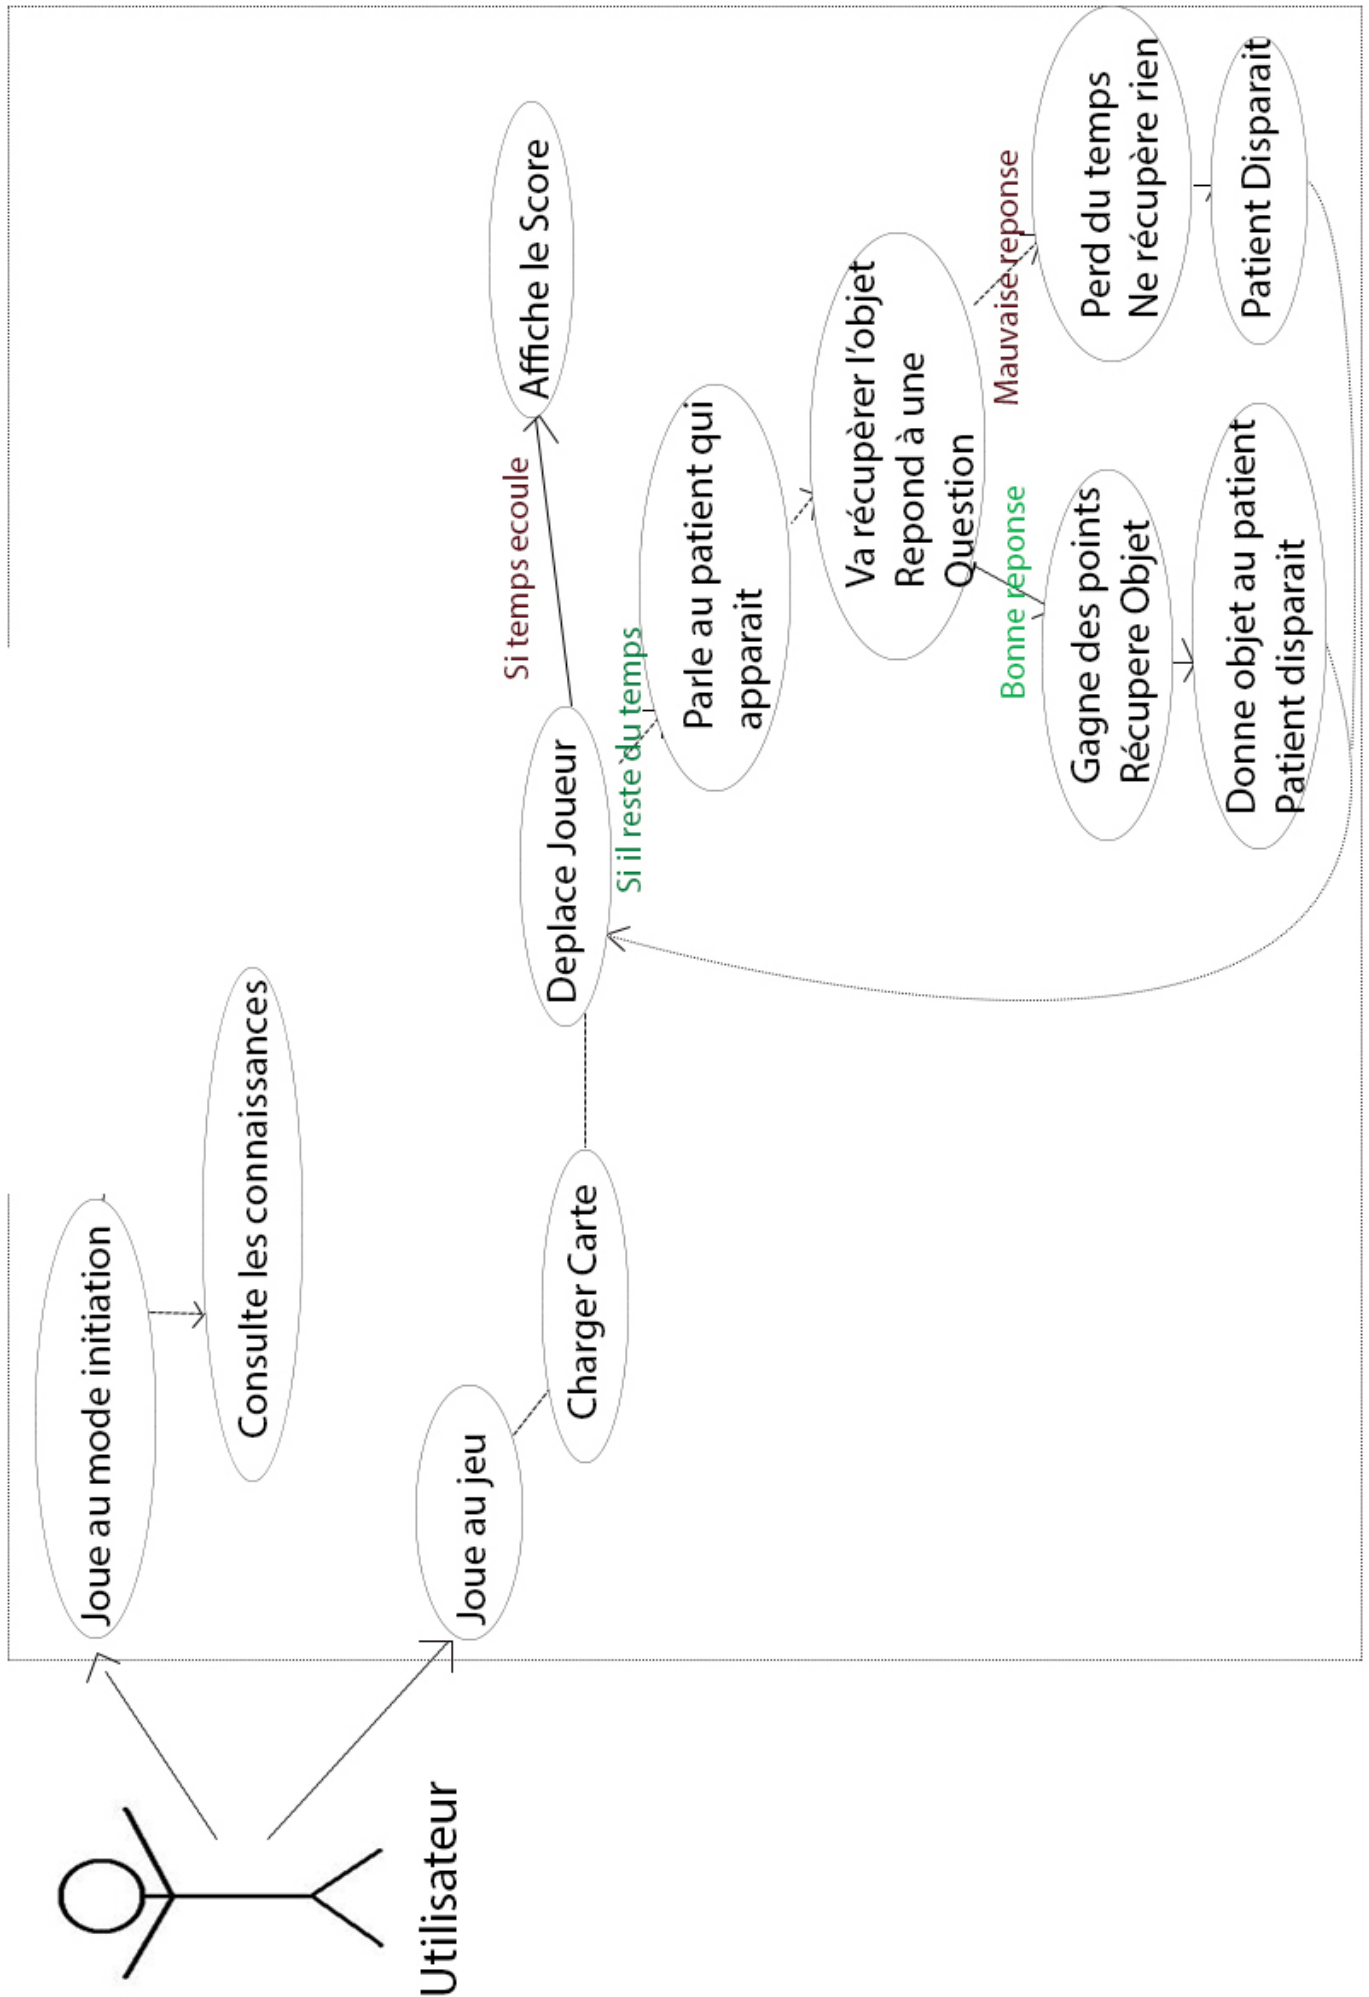 Utilisateur
Joue au mode initiation
Consulte les connaissances
Joue au jeu
Charger Carte
Deplace Joueur
Si temps ecoule
Affiche le Score
Si il reste du temps
Parle au patient qui
apparait
Va récupèrer l'objet
Repond à une
Question
Bonne reponse
Gagne des points
Récupere Objet
Donne objet au patient
Patient disparait
Mauvaise reponse
Perd du temps
Ne récupère rien
Patient Disparait